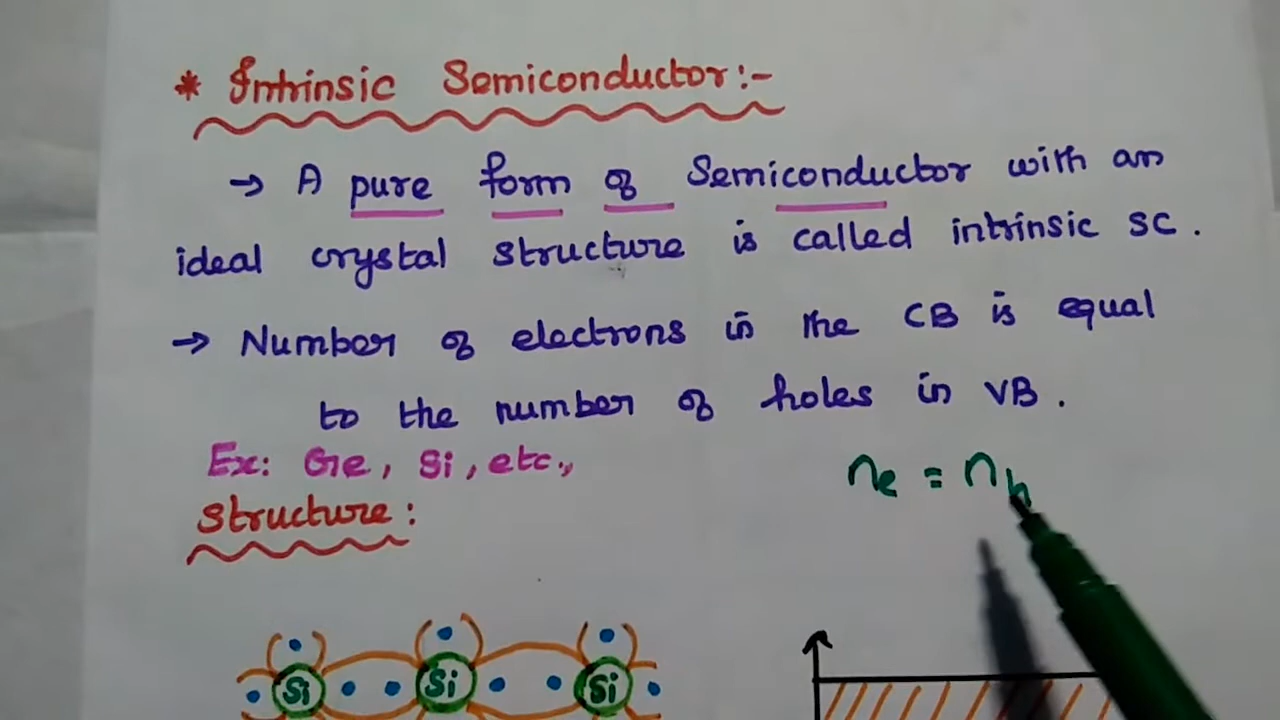 * Intrinsic Semiconductor:-
→ A pure form of Semiconductor with an
ideal crystal structure is called intrinsic SC.
→ Number of electrons in the CB is equal
to the number of holes in VB.
Ex: Ge, Si, etc.,
ne = nh
Structure:
Si Si Si